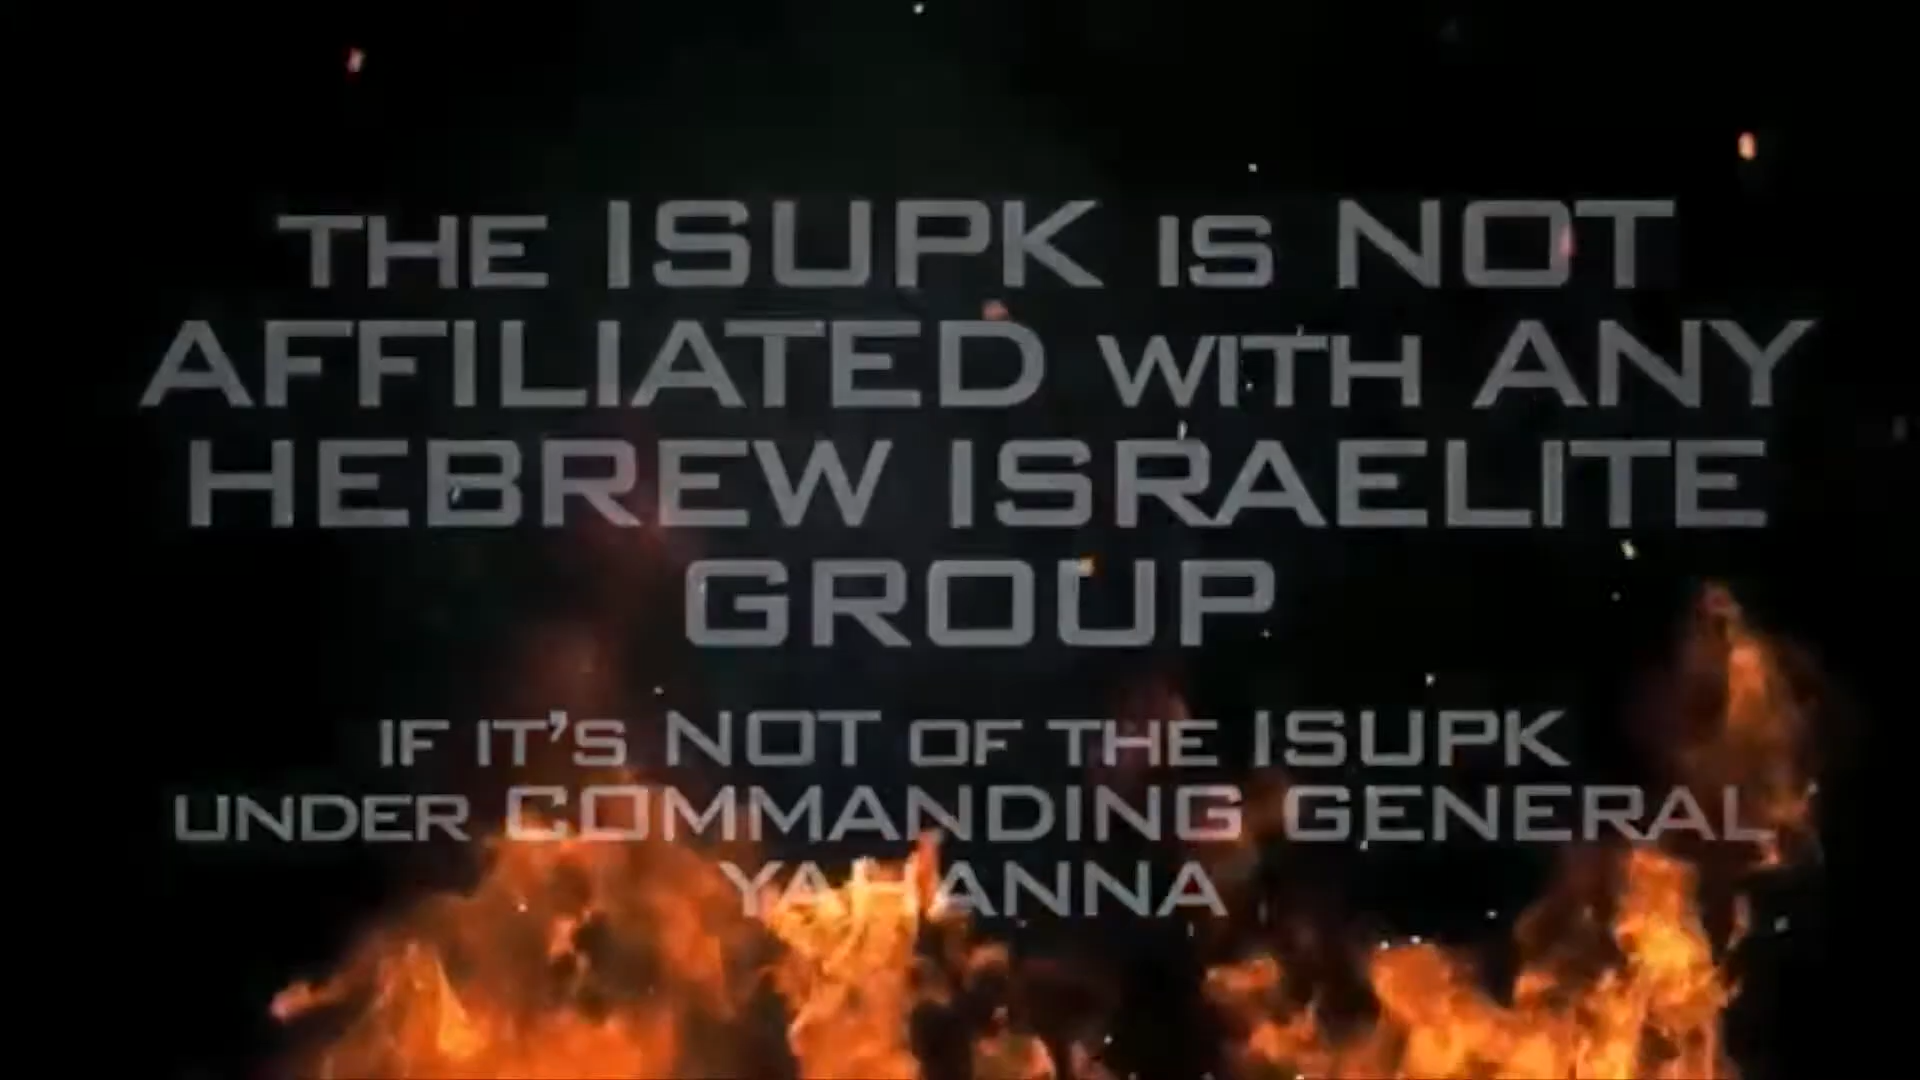 THE ISUPK IS NOT
AFFILIATED WITH ANY
HEBREW ISRAELITE
GROUP
IF IT'S NOT OF THE ISUPK
UNDER COMMANDING GENERAL
YAHANNA